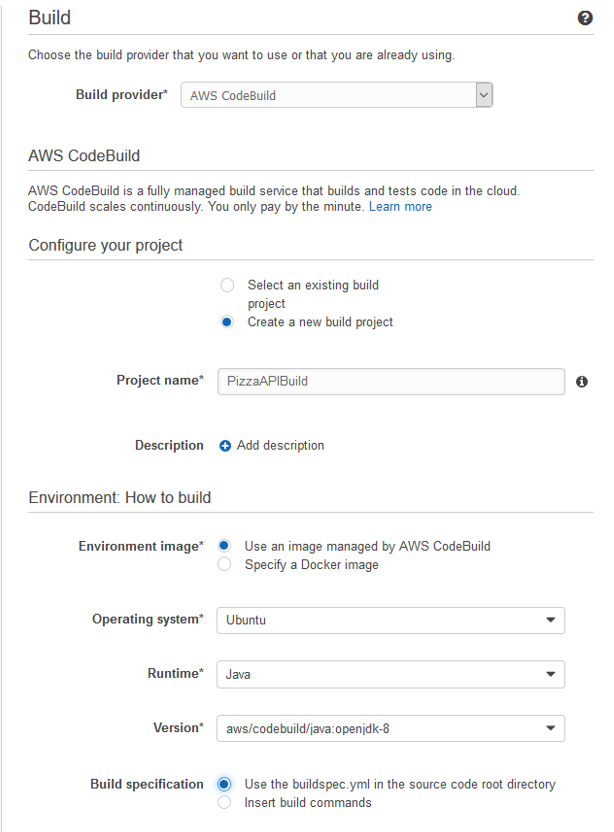 Build
Choose the build provider that you want to use or that you are already using.
Build provider* AWS CodeBuild
AWS CodeBuild
AWS CodeBuild is a fully managed build service that builds and tests code in the cloud.
CodeBuild scales continuously. You only pay by the minute. Learn more
Configure your project
Select an existing build
project
Create a new build project
Project name* PizzaAPIBuild
Description Add description
Environment: How to build
Environment image* Use an image managed by AWS CodeBuild
Specify a Docker image
Operating system* Ubuntu
Runtime* Java
Version* aws/codebuild/java:openjdk-8
Build specification Use the buildspec.yml in the source code root directory
Insert build commands